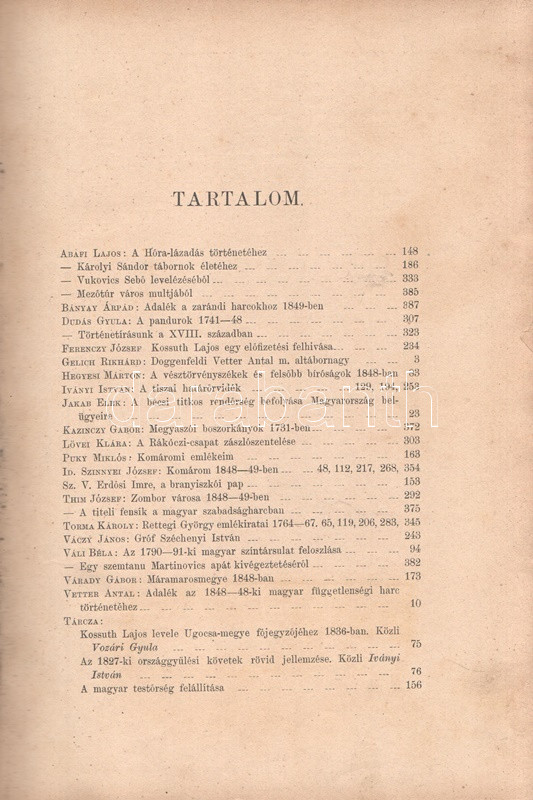 TARTALOM.
ABAFI LAJOS: A Hóra-lázadás történetéhez 148
— Károlyi Sándor tábornok életéhez 186
— Vukovics Sebő levelezéséből 333
— Mezőtúr város multjából 385
BÁNYAY ÁRPÁD: Adalék a zarándi harcokhoz 1849-ben 387
DUDÁS GYULA: A pandurok 1741—48 307
— Történetirásunk a XVIII. században 323
FERENCZY JÓZSEF Kossuth Lajos egy előfizetési felhivása 234
GELICH RIKHÁRD: Doggenfeldi Vetter Antal m. altábornagy 3
HEGYESI MÁRTON: A vésztörvényszékek és felsőbb bíróságok 1848-ban 33
IVÁNYI ISTVÁN: A tiszai határőrvidék 129, 194, 253
JAKAB ELEK: A bécsi titkos rendőrség befolyása Magyarország bel-
ügyeire 23
KAZINCZY GÁBOR: Megyaszói boszorkányok 1731-ben 372
LÖVEI KLÁRA: A Rákóczi-csapat zászlószentelése 303
PUKY MIKLÓS: Komáromi emlékeim 163
ID. SZINNYEI JÓZSEF: Komárom 1848—49-ben 48, 112, 217, 268, 354
SZ. V. Erdősi Imre, a branyiszkói pap 153
THIM JÓZSEF: Zombor városa 1848—49-ben 292
— A titeli fensik a magyar szabadságharcban 375
TORMA KÁROLY: Rettegi György emlékiratai 1764—67. 65, 119, 206, 283, 345
VÁCZY JÁNOS: Gróf Széchenyi István 243
VÁLI BÉLA: Az 1790—91-ki magyar színtársulat feloszlása 94
— Egy szemtanu Martinovics apát kivégeztetéséről 382
VÁRADY GÁBOR: Máramarosmegye 1848-ban 173
VETTER ANTAL: Adalék az 1848—48-ki magyar függetlenségi harc
történetéhez 10
TÁRCZA:
Kossuth Lajos levele Ugocsa-megye főjegyzőjéhez 1836-ban. Közli
Vozári Gyula 75
Az 1827-ki országgyűlési követek rövid jellemzése. Közli Iványi
István 76
A magyar testőrség felállítása 156
darabanth